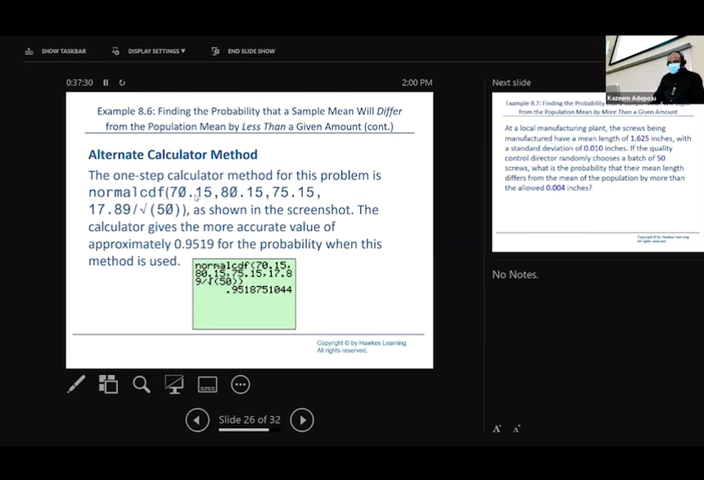 SHOW TASKBAR
DISPLAY SETTINGS
END SLIDE SHOW
0:37:30
2:00 PM
Example 8.6: Finding the Probability that a Sample Mean Will Differ
from the Population Mean by Less Than a Given Amount (cont.)
Alternate Calculator Method
The one-step calculator method for this problem is
normalcdf(70.15,80.15,75.15,
17.89/√(50)), as shown in the screenshot. The
calculator gives the more accurate value of
approximately 0.9519 for the probability when this
method is used.
normalcdf(70.15,
80.15,75.15,17.8
9/√(50))
.9518751044
Copyright © by Hawkes Learning
All rights reserved.
Slide 26 of 32
Next slide
Kazeem Adepoju
Example 8.7: Finding the Probability
from the Population Mean by More Than a Given Amount
At a local manufacturing plant, the screws being
manufactured have a mean length of 1.625 inches, with
a standard deviation of 0.010 inches. If the quality
control director randomly chooses a batch of 50
screws, what is the probability that their mean length
differs from the mean of the population by more than
the allowed 0.004 inches?
Copyright © by Hawkes Learning
All rights reserved.
No Notes.
A A